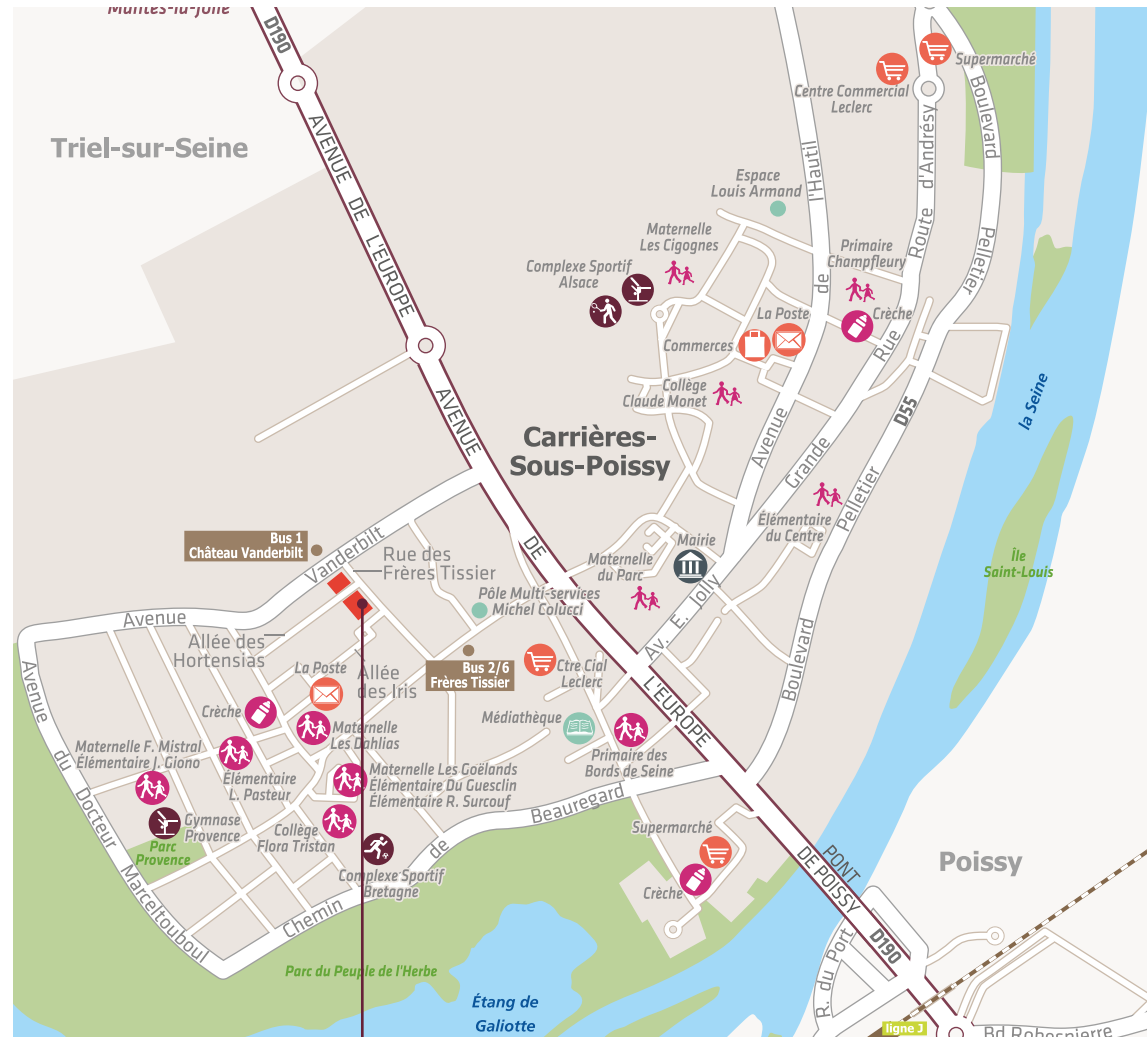 Mantes-la-Jolie
D190
Supermarché
Centre Commercial
Leclerc
Boulevard
Pelletier
Route d'Andrésy
Triel-sur-Seine
AVENUE DE L'EUROPE
Espace
Louis Armand
Avenue de l'Hautil
Maternelle
Les Cigognes
Primaire
Champfleury
Complexe Sportif
Alsace
La Poste
Crèche
Commerces
Grande Rue
Collège
Claude Monet
la Seine
D55
AVENUE DE L'EUROPE
Carrières-
Sous-Poissy
Boulevard Pelletier
Élémentaire
du Centre
Bus 1
Château Vanderbilt
Avenue Vanderbilt
Rue des
Frères Tissier
Mairie
Maternelle
du Parc
Île
Saint-Louis
Pôle Multi-services
Michel Colucci
Av. E. Jolly
Allée des
Hortensias
La Poste
Allée
des Iris
Bus 2/6
Frères Tissier
Ctre Cial
Leclerc
Avenue du Docteur Marceltouboul
Crèche
Médiathèque
Maternelle
Les Dahlias
Maternelle F. Mistral
Élémentaire J. Giono
Primaire des
Bords de Seine
Élémentaire
L. Pasteur
Maternelle Les Goëlands
Élémentaire Du Guesclin
Élémentaire R. Surcouf
Gymnase
Provence
Parc
Provence
Collège
Flora Tristan
Chemin de Beauregard
Supermarché
Complexe Sportif
Bretagne
Crèche
PONT
DE POISSY
Poissy
D190
R. du Port
Parc du Peuple de l'Herbe
Étang de
Galiotte
ligne J
Bd Robespierre